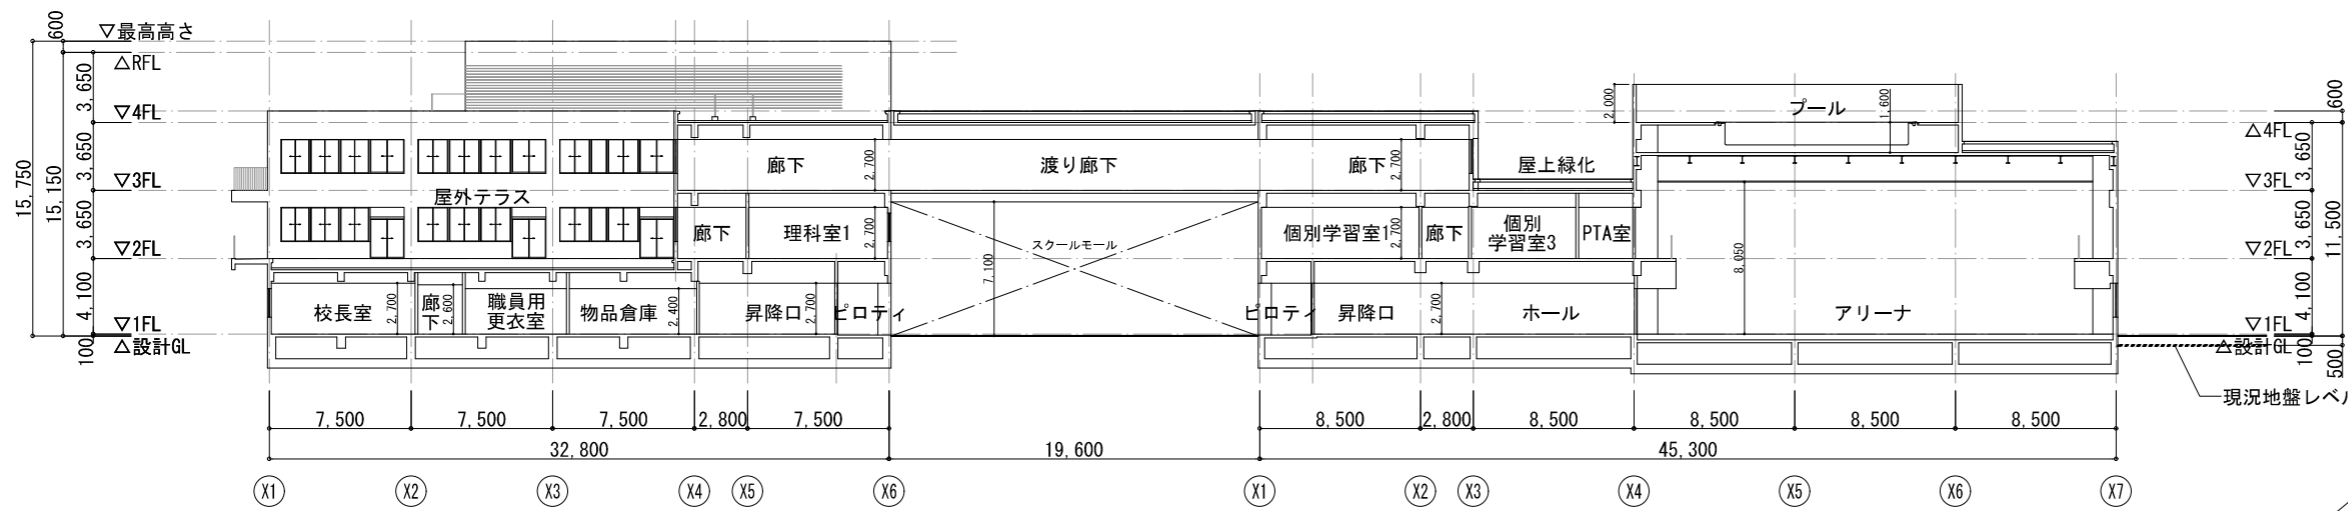 ▽最高高さ
△RFL
▽4FL
▽3FL
▽2FL
▽1FL
△設計GL
600
3,650
3,650
3,650
4,100
100
15,750
15,150
屋外テラス
廊下
2,700
渡り廊下
廊下
2,700
屋上緑化
プール
2,000
1,600
廊下
理科室1
2,700
スクールモール
7,100
個別学習室1
2,700
廊下
個別
学習室3
PTA室
8,050
校長室
2,700
廊
下
2,600
職員用
更衣室
物品倉庫
2,400
昇降口
2,700
ピロティ
ピロティ
昇降口
2,700
ホール
アリーナ
△4FL
▽3FL
▽2FL
▽1FL
△設計GL
600
3,650
3,650
4,100
100
11,500
500
現況地盤レベル
7,500
7,500
7,500
2,800
7,500
8,500
2,800
8,500
8,500
8,500
8,500
32,800
19,600
45,300
X1
X2
X3
X4
X5
X6
X1
X2
X3
X4
X5
X6
X7